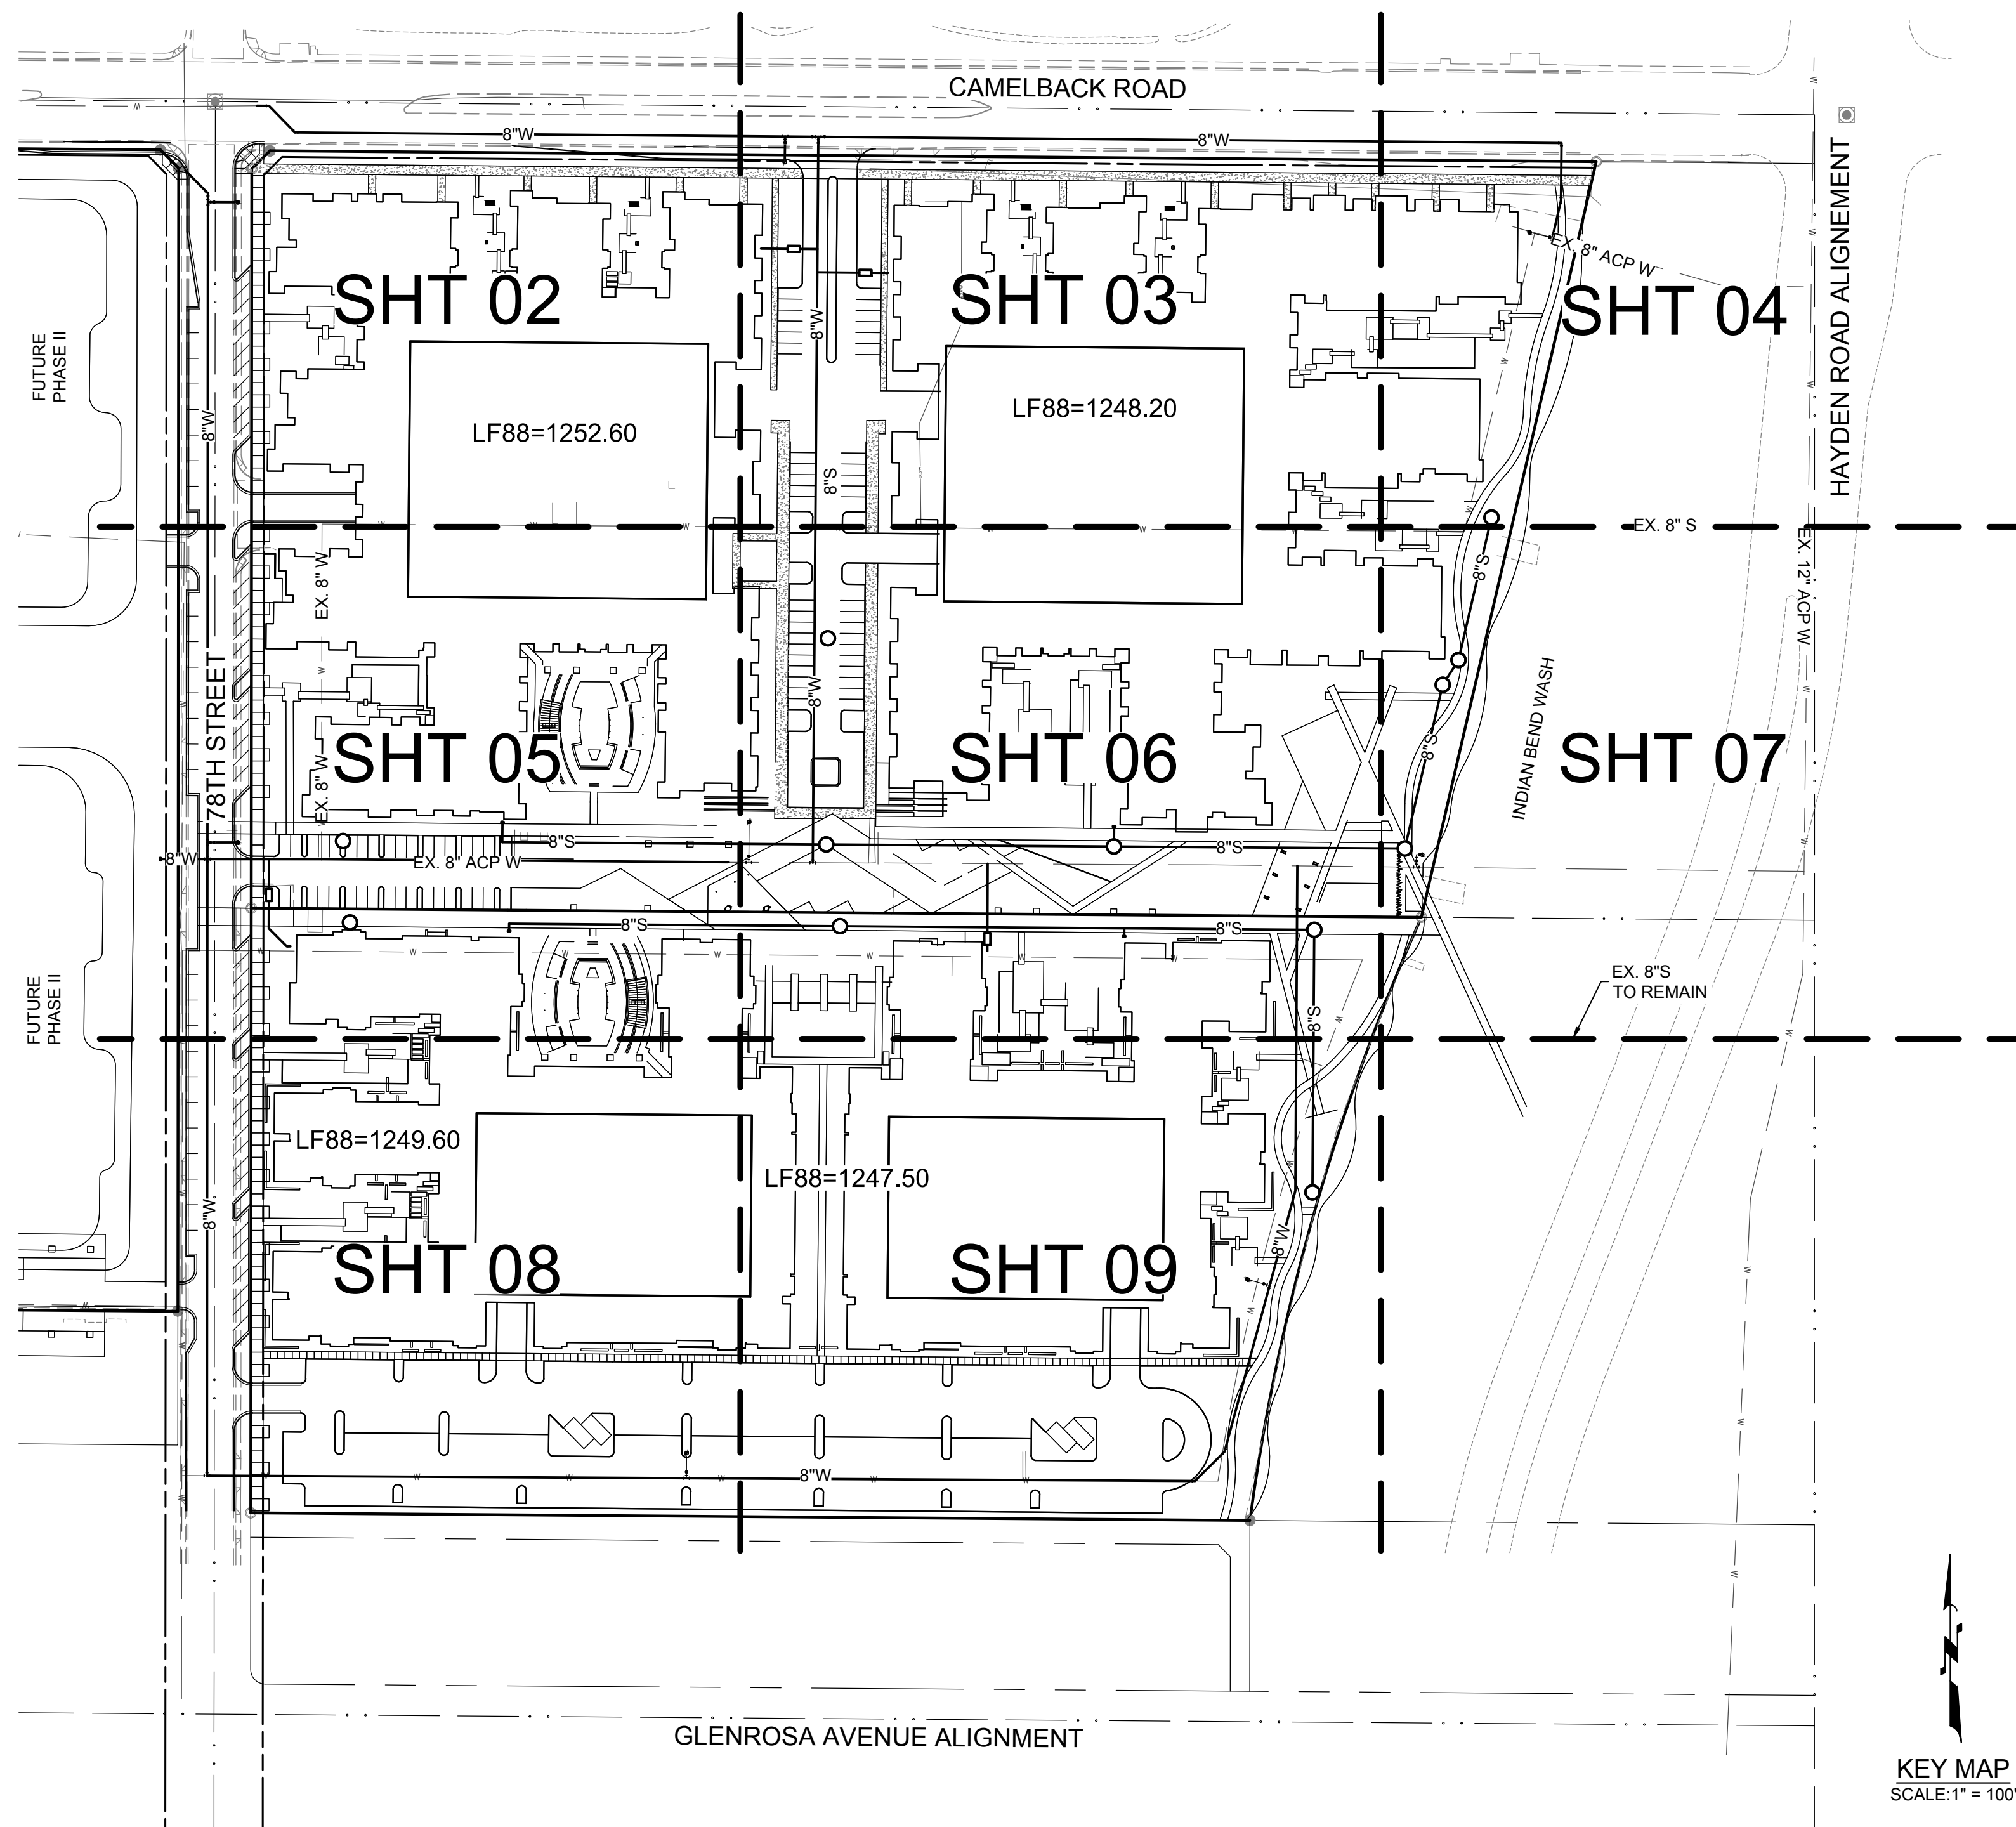 CAMELBACK ROAD
8"W
8"W
HAYDEN ROAD ALIGNEMENT
EX. 8" ACP W
SHT 02
SHT 03
SHT 04
FUTURE
PHASE II
8"W
8"W
LF88=1252.60
LF88=1248.20
8"S
EX. 8" S
EX. 12" ACP W
EX. 8" W
8"S
78TH STREET
8"W
INDIAN BEND WASH
SHT 05
SHT 06
SHT 07
EX. 8" W
8"S
8"S
8"S
8"W
EX. 8" ACP W
8"S
8"S
FUTURE
PHASE II
EX. 8"S
TO REMAIN
8"S
LF88=1249.60
LF88=1247.50
8"W
8"W
SHT 08
SHT 09
8"W
GLENROSA AVENUE ALIGNMENT
KEY MAP
SCALE:1" = 100'